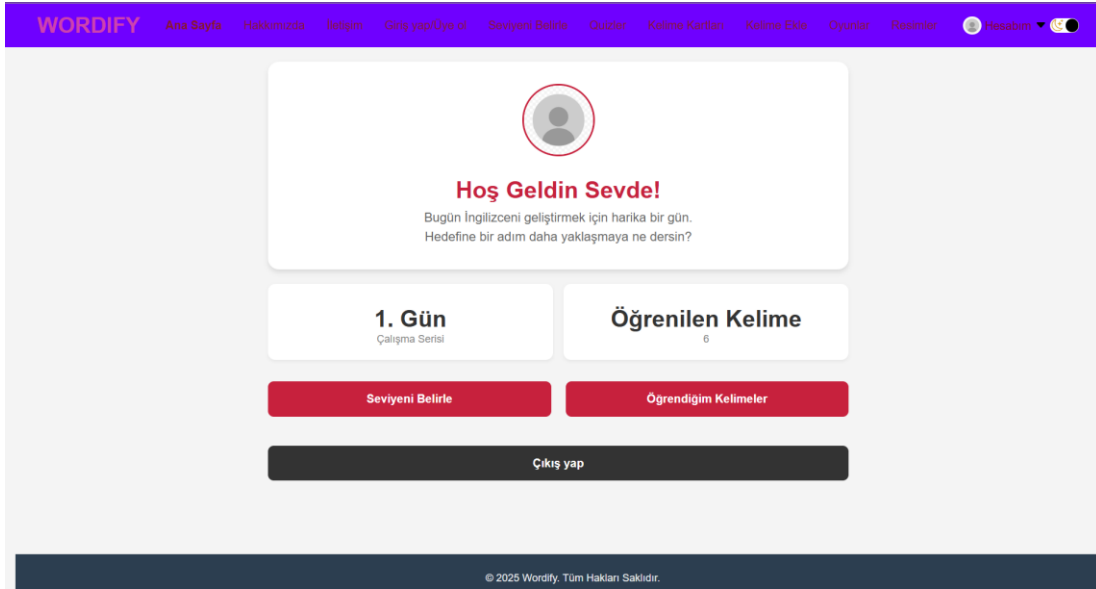 WORDIFY Ana Sayfa Hakkımızda İletişim Giriş yap/Üye ol Seviyeni Belirle Quizler Kelime Kartları Kelime Ekle Oyunlar Hesabım
Hoş Geldin Sevde!
Bugün İngilizceni geliştirmek için harika bir gün.
Hedefine bir adım daha yaklaşmaya ne dersin?
1. Gün
Çalışma Serisi
Öğrenilen Kelime
6
Seviyeni Belirle
Öğrendiğim Kelimeler
Çıkış yap
© 2025 Wordify. Tüm Hakları Saklıdır.